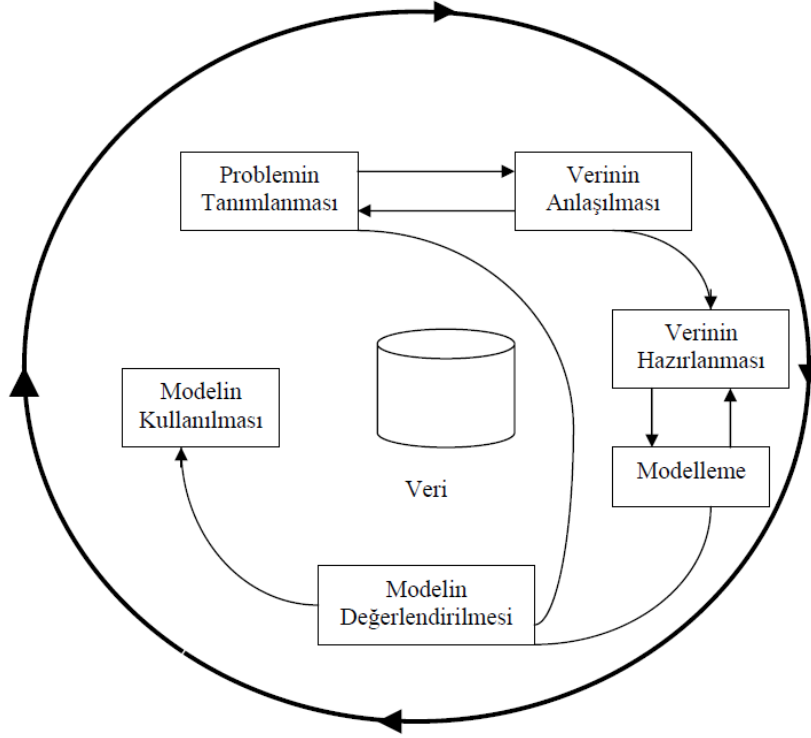 Problemin
Tanımlanması
Verinin
Anlaşılması
Verinin
Hazırlanması
Modelin
Kullanılması
Modelleme
Veri
Modelin
Değerlendirilmesi